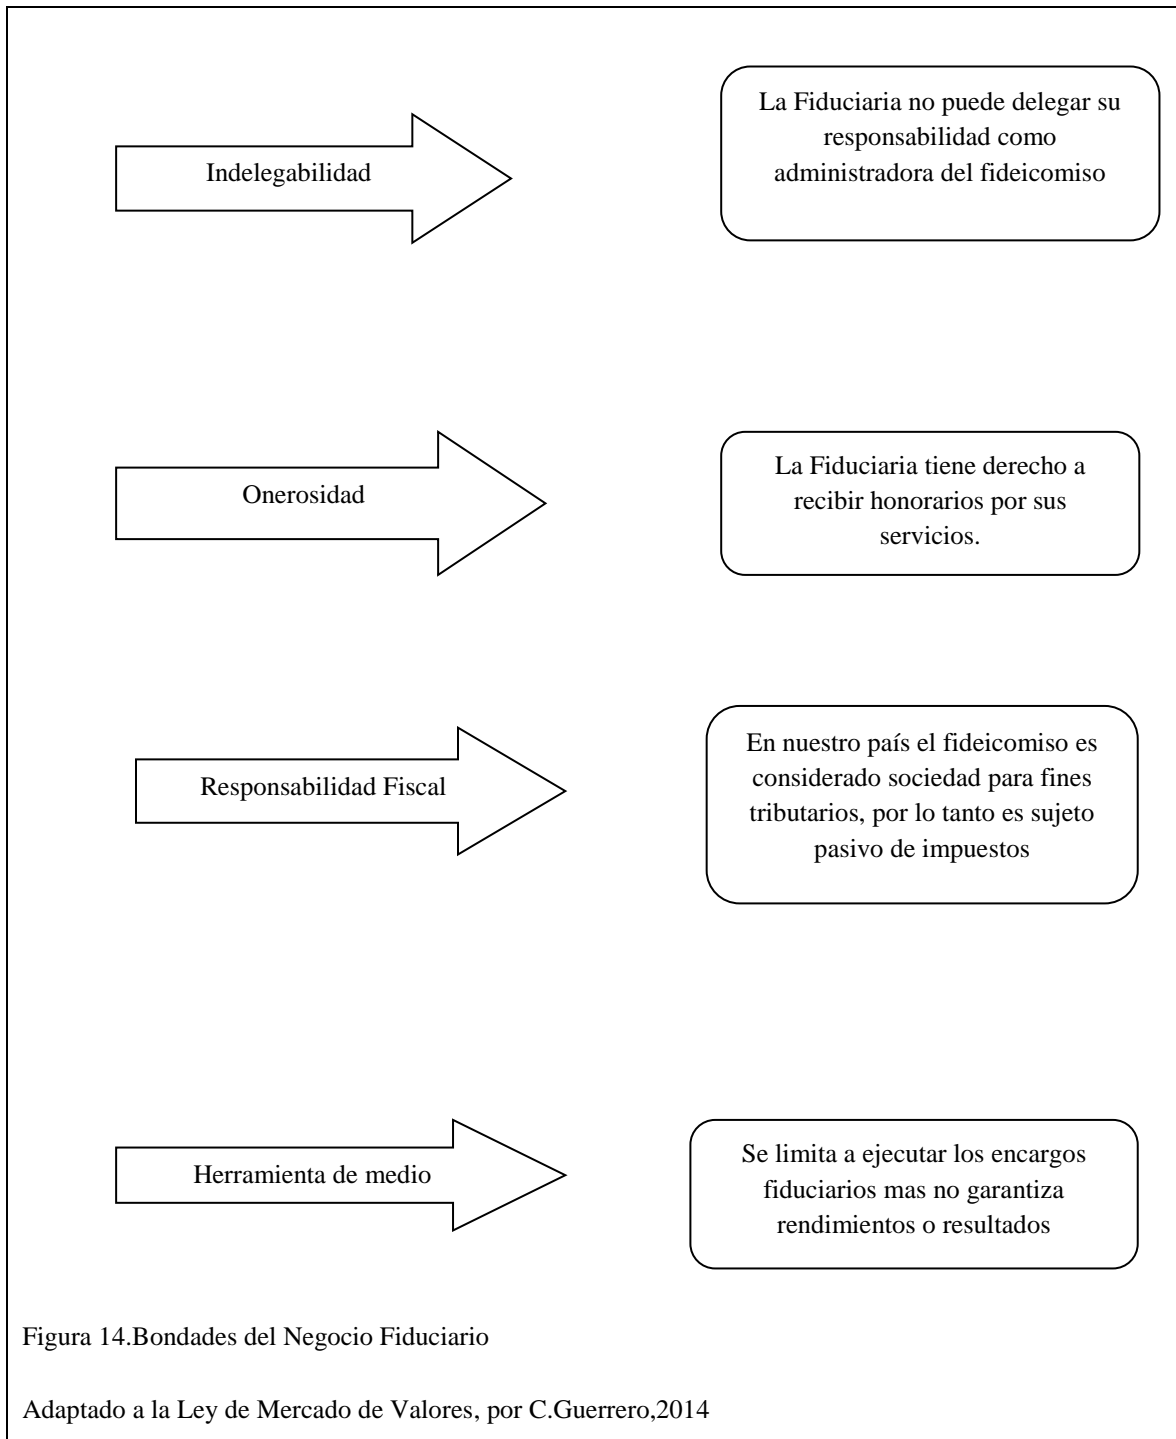 Indelegabilidad
La Fiduciaria no puede delegar su
responsabilidad como
administradora del fideicomiso
Onerosidad
La Fiduciaria tiene derecho a
recibir honorarios por sus
servicios.
Responsabilidad Fiscal
En nuestro país el fideicomiso es
considerado sociedad para fines
tributarios, por lo tanto es sujeto
pasivo de impuestos
Herramienta de medio
Se limita a ejecutar los encargos
fiduciarios mas no garantiza
rendimientos o resultados
Figura 14.Bondades del Negocio Fiduciario
Adaptado a la Ley de Mercado de Valores, por C.Guerrero,2014